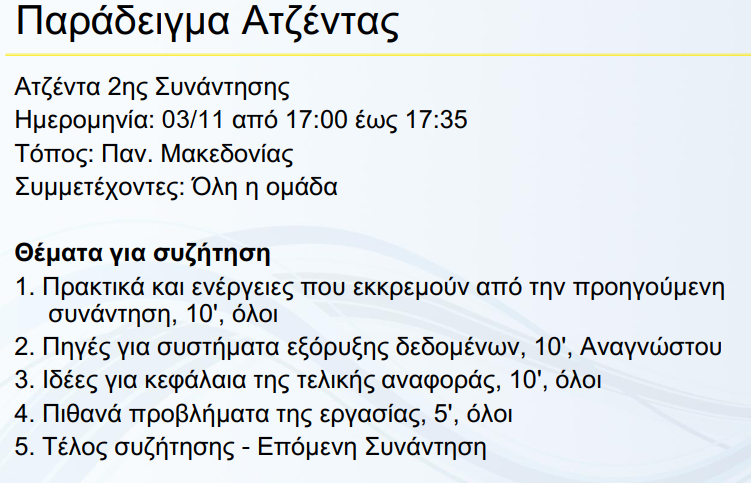 Παράδειγμα Ατζέντας
Ατζέντα 2ης Συνάντησης
Ημερομηνία: 03/11 από 17:00 έως 17:35
Τόπος: Παν. Μακεδονίας
Συμμετέχοντες: Όλη η ομάδα
Θέματα για συζήτηση
1. Πρακτικά και ενέργειες που εκκρεμούν από την προηγούμενη
συνάντηση, 10', όλοι
2. Πηγές για συστήματα εξόρυξης δεδομένων, 10', Αναγνώστου
3. Ιδέες για κεφάλαια της τελικής αναφοράς, 10', όλοι
4. Πιθανά προβλήματα της εργασίας, 5', όλοι
5. Τέλος συζήτησης - Επόμενη Συνάντηση